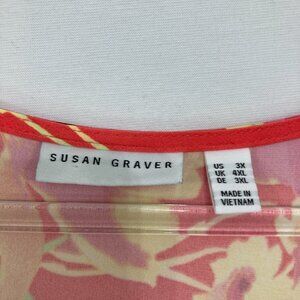 SUSAN GRAVER
US 3X
UK 4XL
DE 3XL
MADE IN
VIETNAM